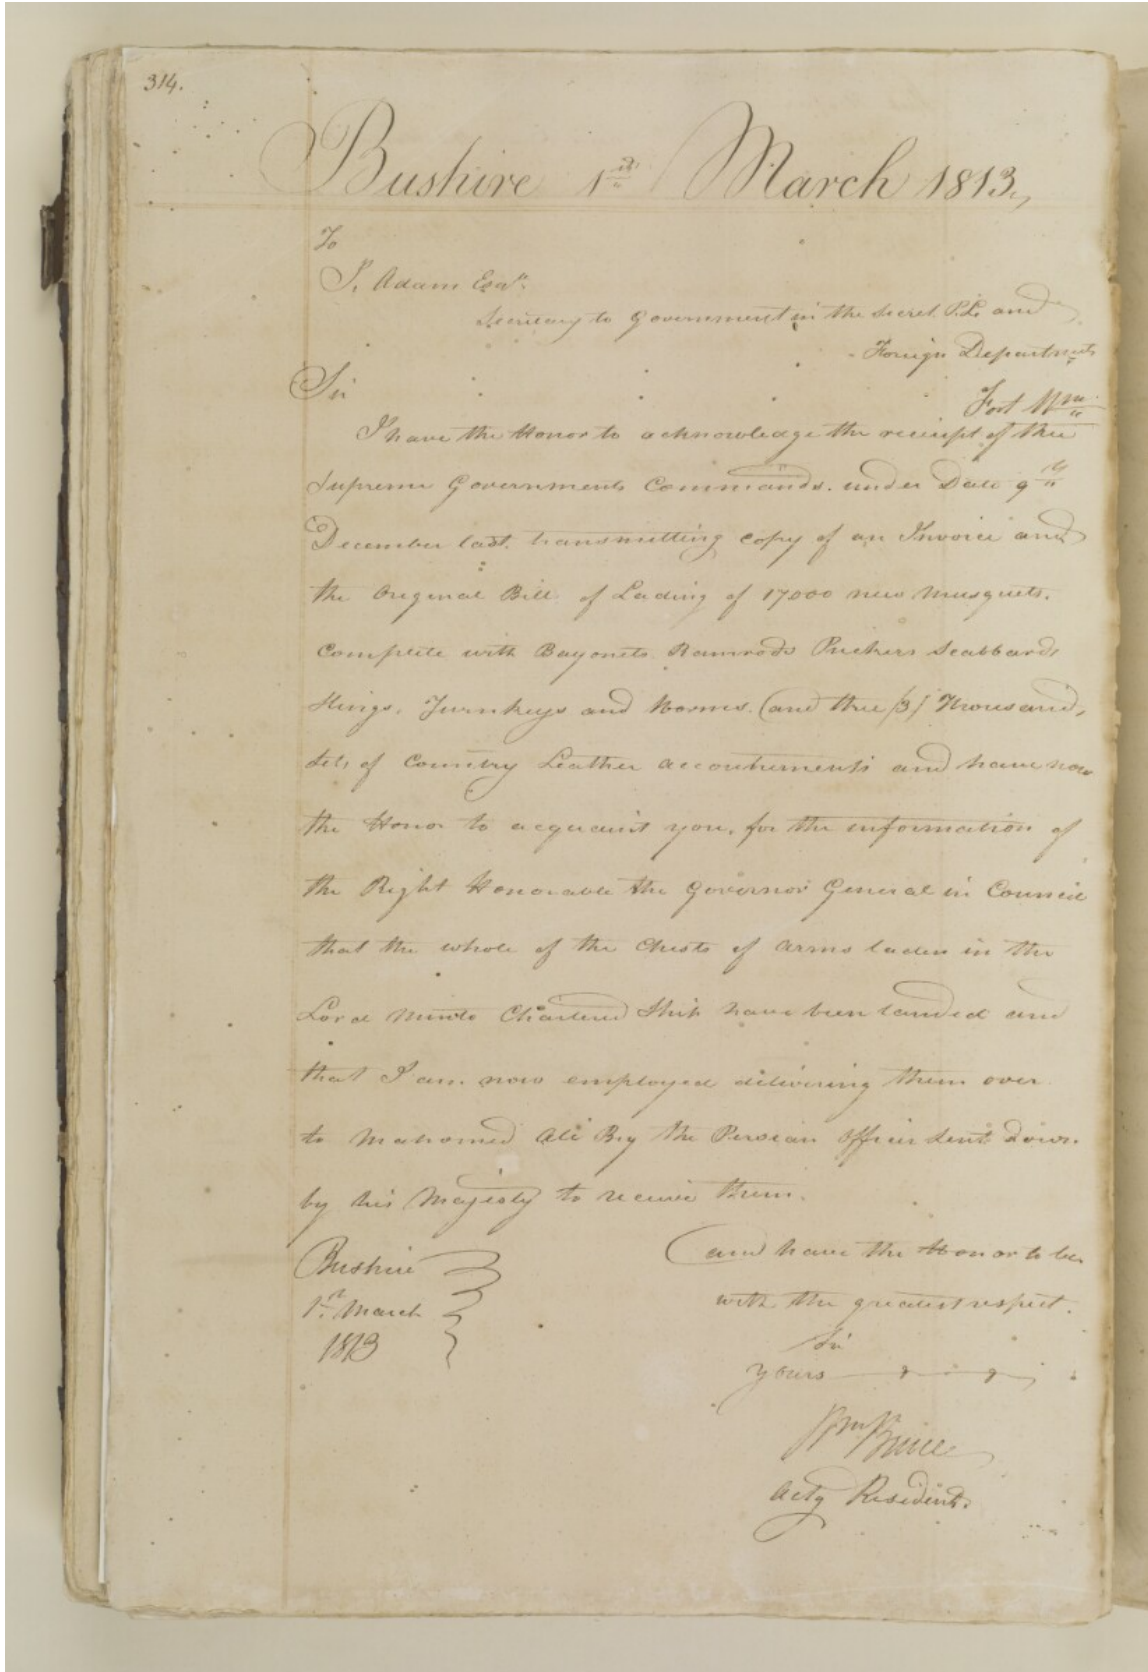 314.
Bushire 1st March 1813,
To
J. Adam Esqr.
Secretary to Government in the Secret P.L. and
Foreign Departments
Fort Wm.
Sir
I have the Honor to acknowledge the receipt of the
Supreme Governments Commands. under Date 9th
December last. transmitting copy of an Invoice and
the Original Bill of Lading of 17000 new Musquets.
Complete with Bayonets Ramrods Prickers Scabbards
Slings, Turnkeys and Worms. (and three /3/ Thousand,
Sets of Country Leather accoutrements and have now
the Honor to acquaint you, for the information of
the Right Honorable the Governor General in Council
that the whole of the Chests of Arms laden in the
Lord Minto Chartered Ship have been landed and
that I am now employed delivering them over
to Mahomed Ali Beg the Persian Officer sent Down.
by his Majesty to receive them.
(and have the Honor to be
with the greatest respect.
Sir
yours
Wm Bruce
Actg Resident.
Bushire
1st March
1813